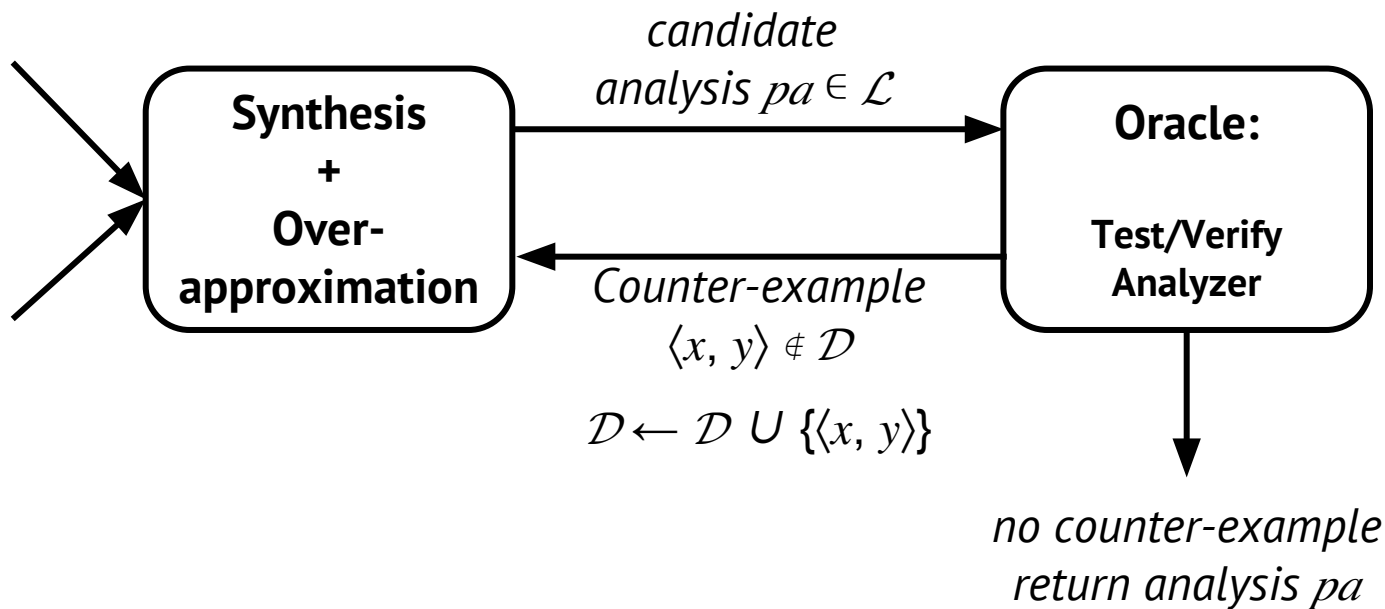 candidate
analysis pa ∈ ℒ
Synthesis
+
Over-
approximation
Oracle:
Test/Verify
Analyzer
Counter-example
⟨x, y⟩ ∉ 𝒟
𝒟 ← 𝒟 ∪ {⟨x, y⟩}
no counter-example
return analysis pa